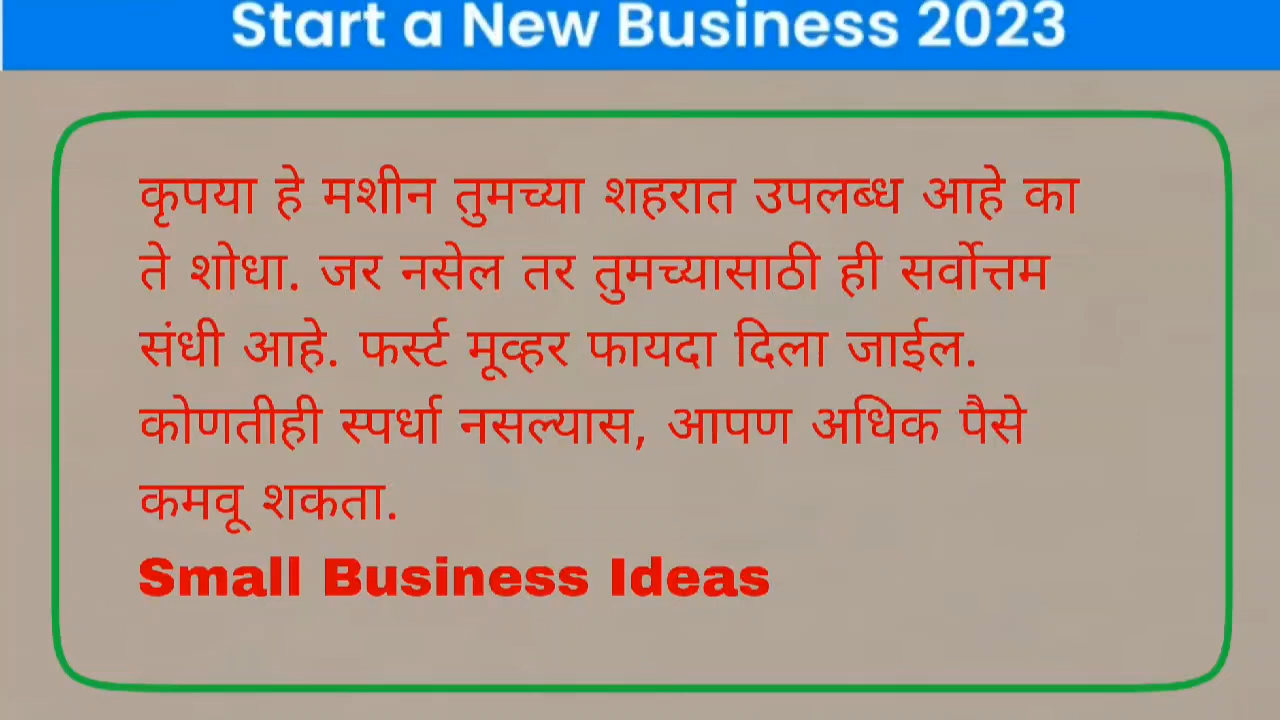 Start a New Business 2023
कृपया हे मशीन तुमच्या शहरात उपलब्ध आहे का
ते शोधा. जर नसेल तर तुमच्यासाठी ही सर्वोत्तम
संधी आहे. फर्स्ट मूव्हर फायदा दिला जाईल.
कोणतीही स्पर्धा नसल्यास, आपण अधिक पैसे
कमवू शकता.
Small Business Ideas